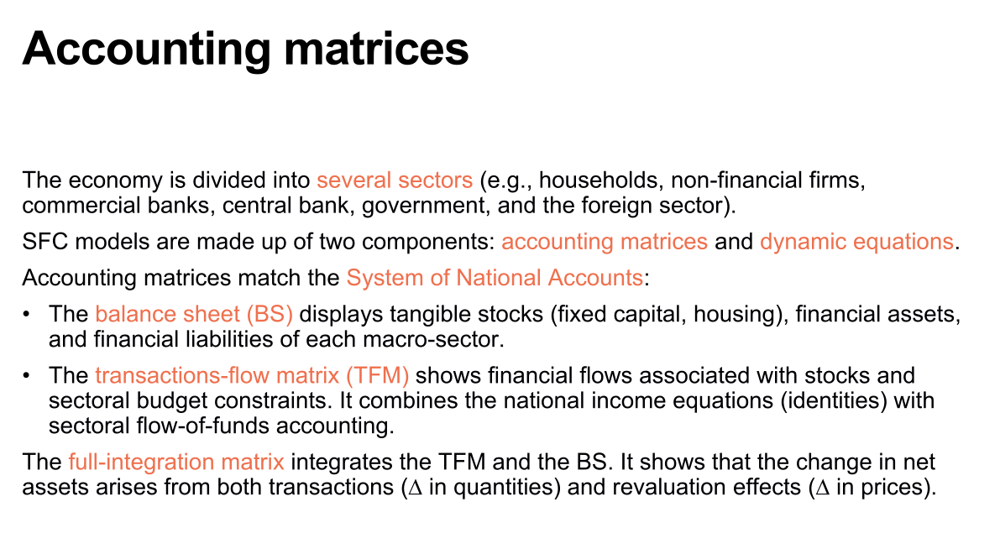 Accounting matrices
The economy is divided into several sectors (e.g., households, non-financial firms,
commercial banks, central bank, government, and the foreign sector).
SFC models are made up of two components: accounting matrices and dynamic equations.
Accounting matrices match the System of National Accounts:
• The balance sheet (BS) displays tangible stocks (fixed capital, housing), financial assets,
and financial liabilities of each macro-sector.
• The transactions-flow matrix (TFM) shows financial flows associated with stocks and
sectoral budget constraints. It combines the national income equations (identities) with
sectoral flow-of-funds accounting.
The full-integration matrix integrates the TFM and the BS. It shows that the change in net
assets arises from both transactions (Δ in quantities) and revaluation effects (Δ in prices).